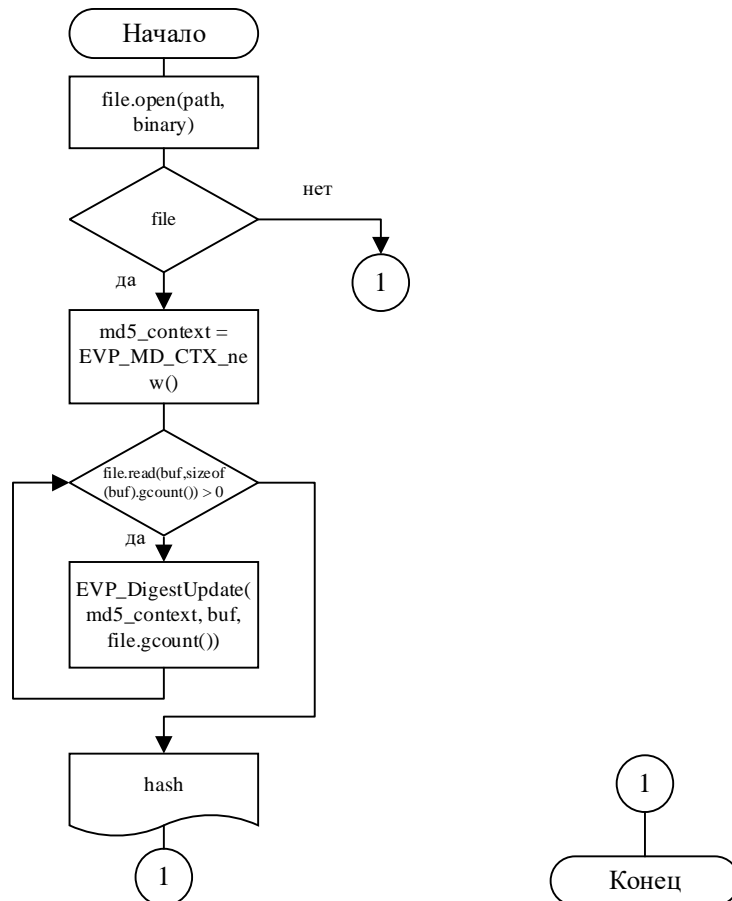 Начало
file.open(path,
binary)
file
нет
1
да
md5_context =
EVP_MD_CTX_ne
w()
file.read(buf,sizeof
(buf).gcount()) > 0
да
EVP_DigestUpdate(
md5_context, buf,
file.gcount())
hash
1
1
Конец